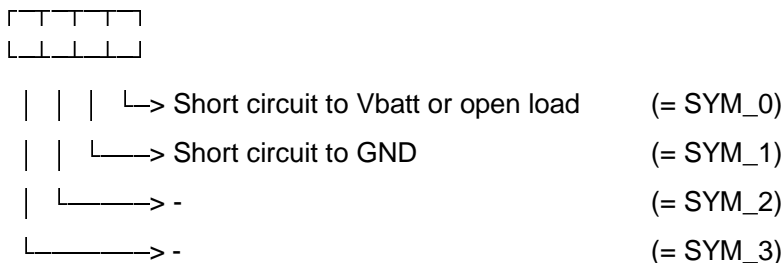 Short circuit to Vbatt or open load (= SYM_0)
Short circuit to GND (= SYM_1)
- (= SYM_2)
- (= SYM_3)